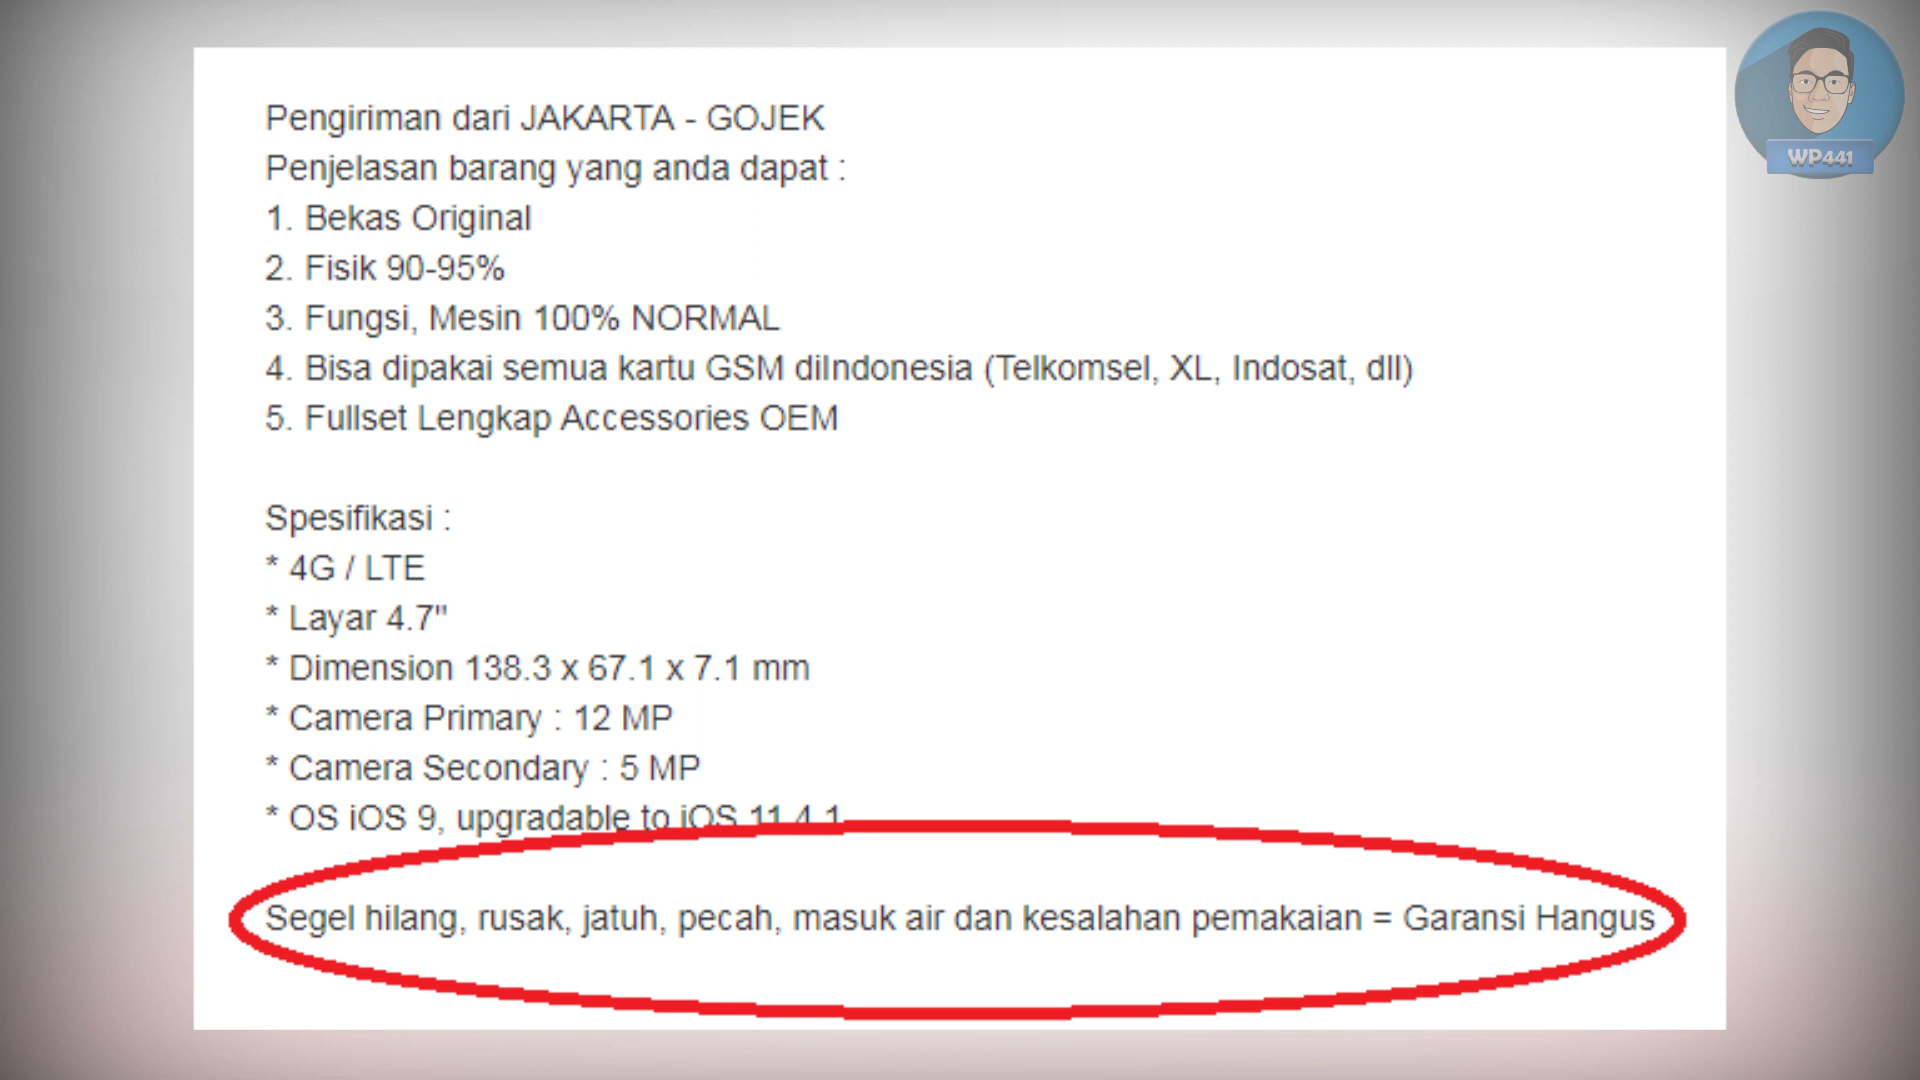 Pengiriman dari JAKARTA - GOJEK
Penjelasan barang yang anda dapat :
1. Bekas Original
2. Fisik 90-95%
3. Fungsi, Mesin 100% NORMAL
4. Bisa dipakai semua kartu GSM diIndonesia (Telkomsel, XL, Indosat, dll)
5. Fullset Lengkap Accessories OEM
Spesifikasi :
* 4G / LTE
* Layar 4.7"
* Dimension 138.3 x 67.1 x 7.1 mm
* Camera Primary : 12 MP
* Camera Secondary : 5 MP
* OS iOS 9, upgradable to iOS 11.4.1
Segel hilang, rusak, jatuh, pecah, masuk air dan kesalahan pemakaian = Garansi Hangus
WP441